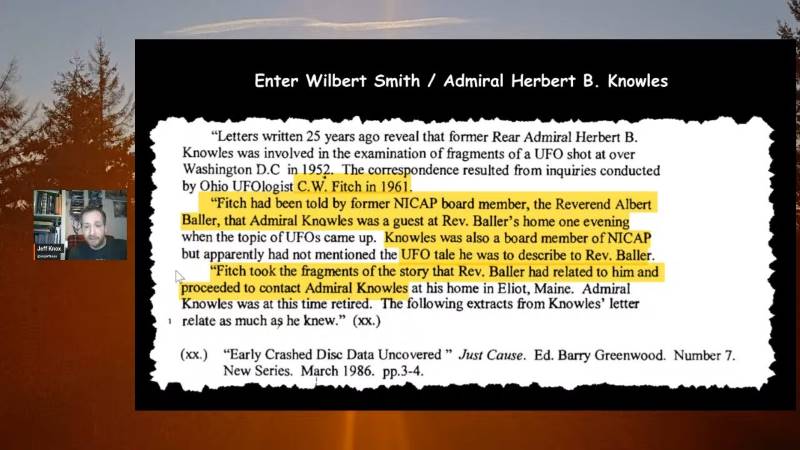 Enter Wilbert Smith / Admiral Herbert B. Knowles
"Letters written 25 years ago reveal that former Rear Admiral Herbert B.
Knowles was involved in the examination of fragments of a UFO shot at over
Washington D.C in 1952. The correspondence resulted from inquiries conducted
by Ohio UFOlogist C.W. Fitch in 1961.
"Fitch had been told by former NICAP board member, the Reverend Albert
Baller, that Admiral Knowles was a guest at Rev. Baller's home one evening
when the topic of UFOs came up. Knowles was also a board member of NICAP
but apparently had not mentioned the UFO tale he was to describe to Rev. Baller.
"Fitch took the fragments of the story that Rev. Baller had related to him and
proceeded to contact Admiral Knowles at his home in Eliot, Maine. Admiral
Knowles was at this time retired. The following extracts from Knowles' letter
relate as much as he knew." (xx.)
(xx.) "Early Crashed Disc Data Uncovered " Just Cause. Ed. Barry Greenwood. Number 7.
New Series. March 1986. pp.3-4.
Jeff Knox